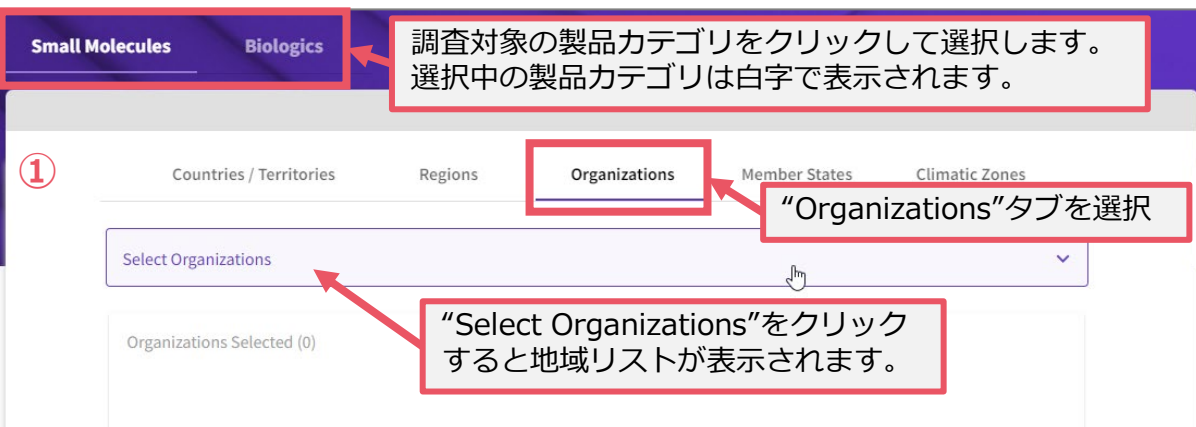 Small Molecules
Biologics
調査対象の製品カテゴリをクリックして選択します。
選択中の製品カテゴリは白字で表示されます。
①
Countries / Territories
Regions
Organizations
Member States
Climatic Zones
“Organizations”タブを選択
Select Organizations
“Select Organizations”をクリック
すると地域リストが表示されます。
Organizations Selected (0)